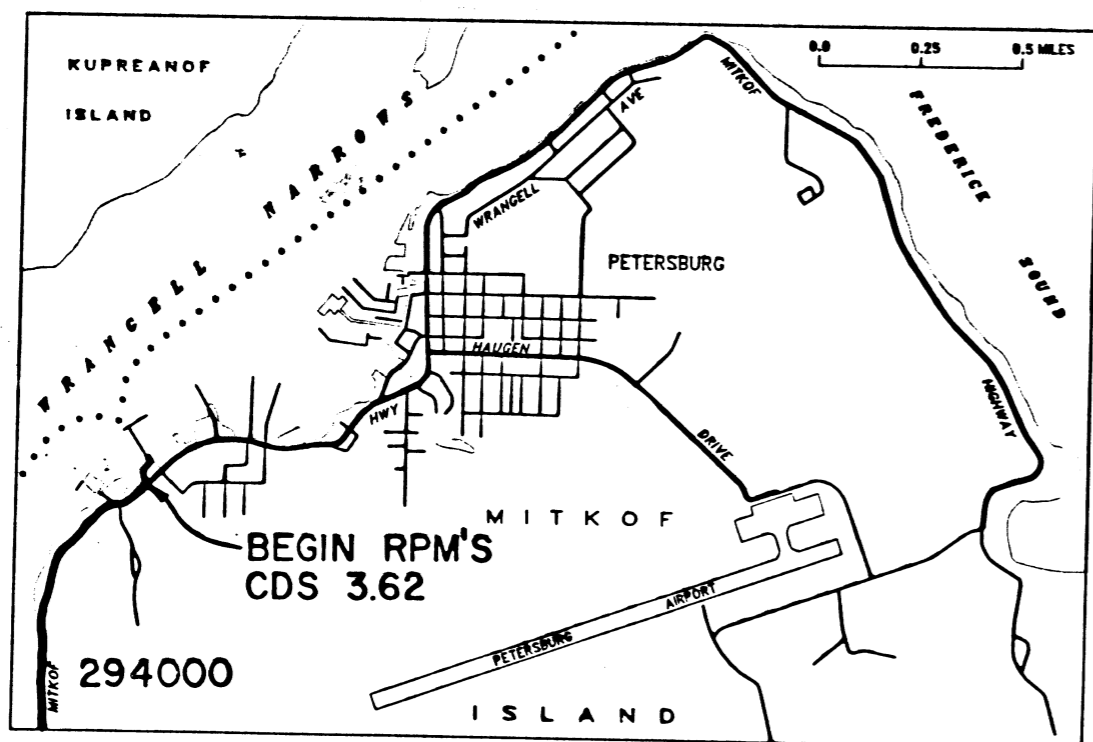 KUPREANOF
ISLAND
0.0 0.25 0.5 MILES
WRANGELL NARROWS
FREDERICK SOUND
MITKOF
HIGHWAY
WRANGELL AVE
PETERSBURG
HAUGEN
DRIVE
HWY
MITKOF
BEGIN RPM'S
CDS 3.62
PETERSBURG AIRPORT
294000
MITKOF
ISLAND